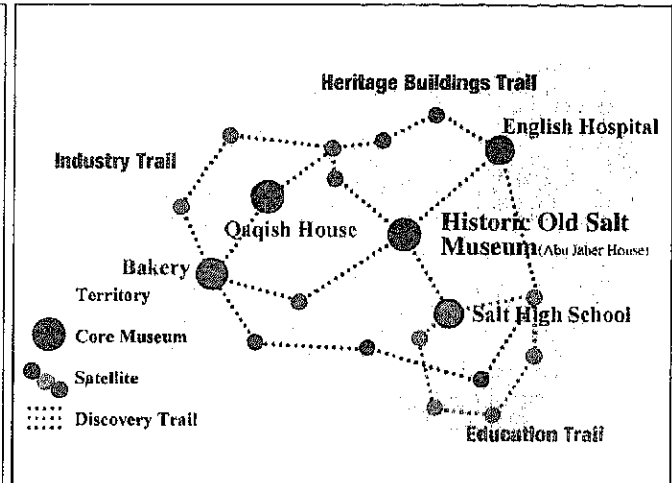 Heritage Buildings Trail
English Hospital
Industry Trail
Qaqish House
Historic Old Salt
Museum (Abu Jaber House)
Bakery
Territory
Salt High School
Core Museum
Satellite
Discovery Trail
Education Trail